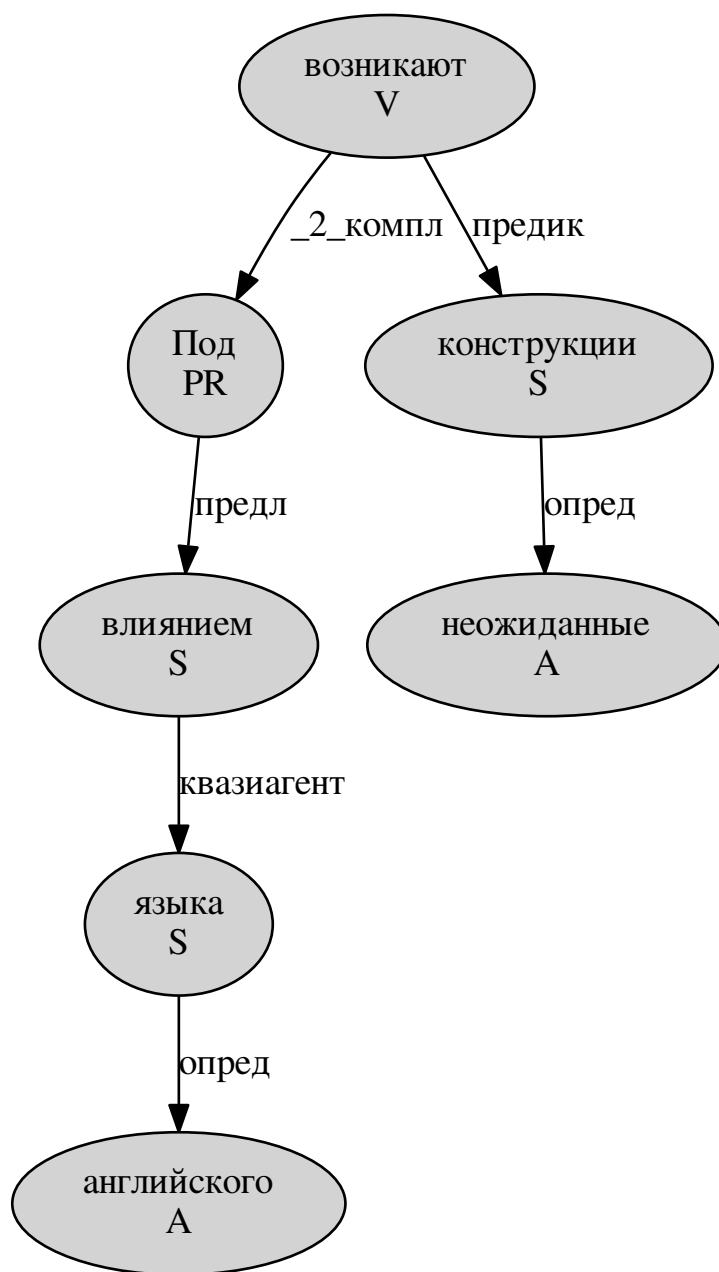 возникают
V
_2_компл
предик
Под
PR
конструкции
S
предл
опред
влиянием
S
неожиданные
A
квазиагент
языка
S
опред
английского
A